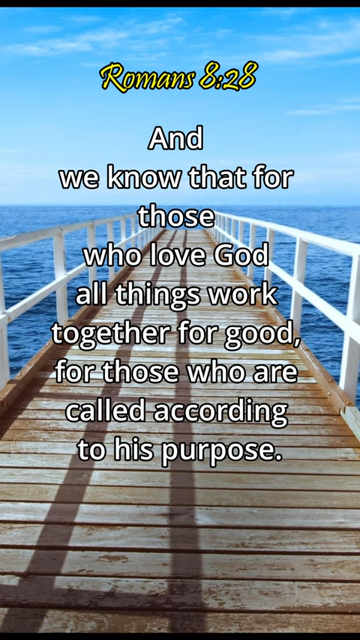 Romans 8:28
And
we know that for
those
who love God
all things work
together for good,
for those who are
called according
to his purpose.